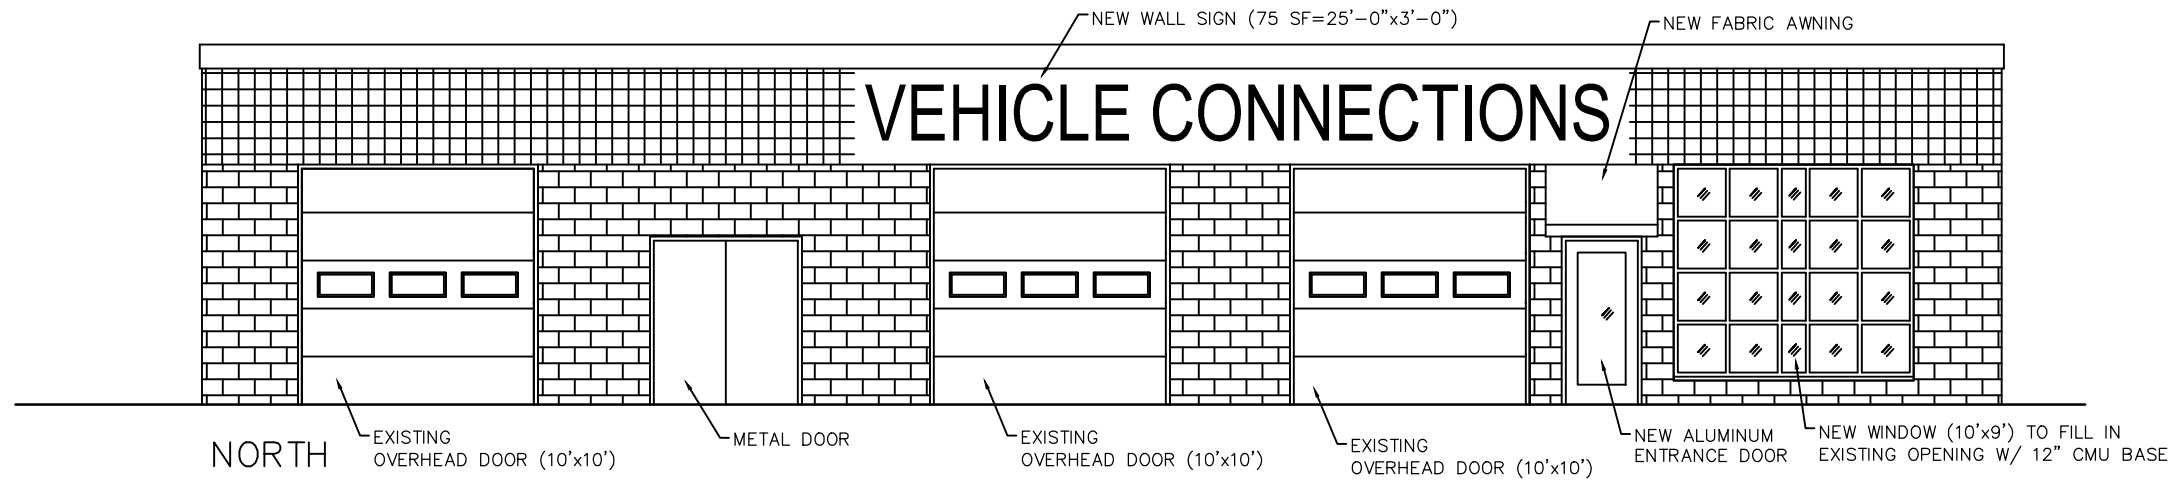 NEW WALL SIGN (75 SF=25'-0"x3'-0")
NEW FABRIC AWNING
VEHICLE CONNECTIONS
NORTH
EXISTING
OVERHEAD DOOR (10'x10')
METAL DOOR
EXISTING
OVERHEAD DOOR (10'x10')
EXISTING
OVERHEAD DOOR (10'x10')
NEW ALUMINUM
ENTRANCE DOOR
NEW WINDOW (10'x9') TO FILL IN
EXISTING OPENING W/ 12" CMU BASE